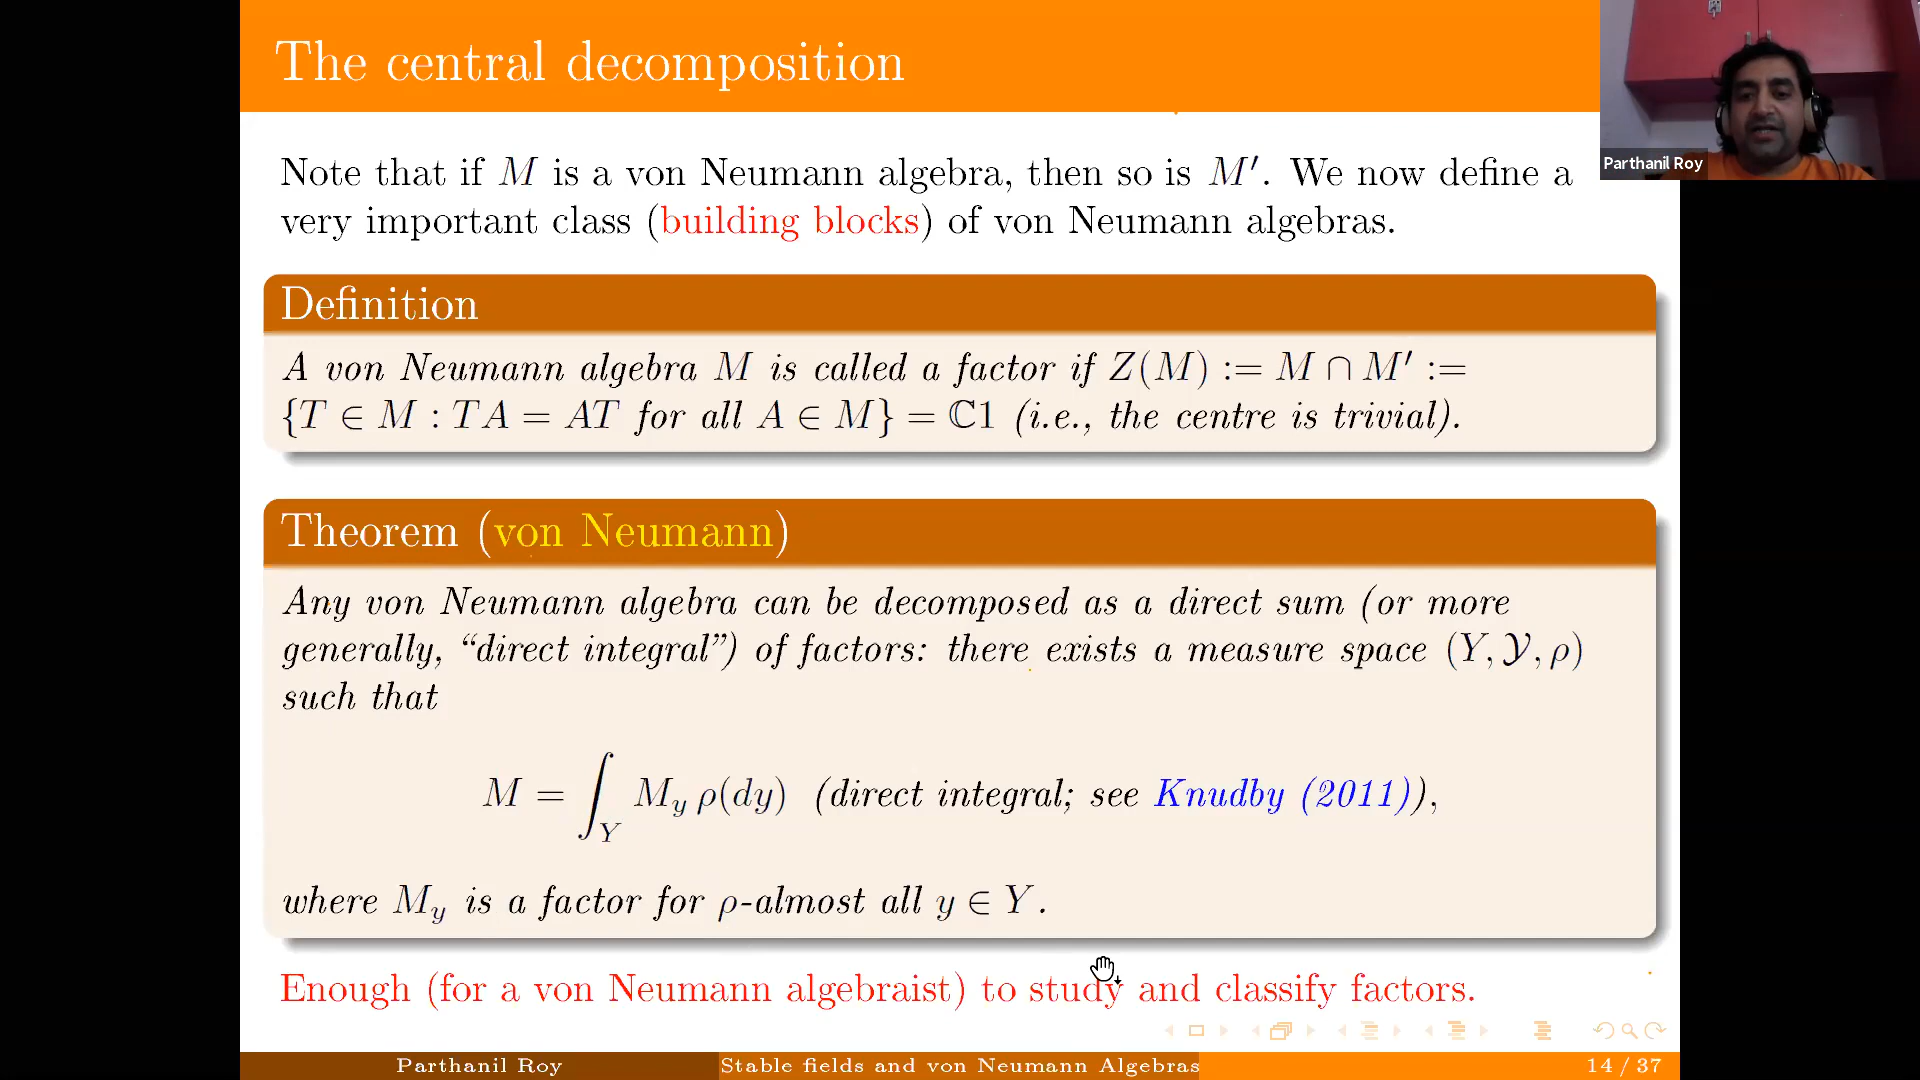 The central decomposition
Parthanil Roy
Note that if M is a von Neumann algebra, then so is M′. We now define a
very important class (building blocks) of von Neumann algebras.
Definition
A von Neumann algebra M is called a factor if Z(M) := M ∩ M′ :=
{T ∈ M : TA = AT for all A ∈ M} = ℂ1 (i.e., the centre is trivial).
Theorem (von Neumann)
Any von Neumann algebra can be decomposed as a direct sum (or more
generally, “direct integral”) of factors: there exists a measure space (Y, 𝒴, ρ)
such that
M = ∫_Y M_y ρ(dy) (direct integral; see Knudby (2011)),
where M_y is a factor for ρ-almost all y ∈ Y.
Enough (for a von Neumann algebraist) to study and classify factors.
Parthanil Roy Stable fields and von Neumann Algebras 14 / 37